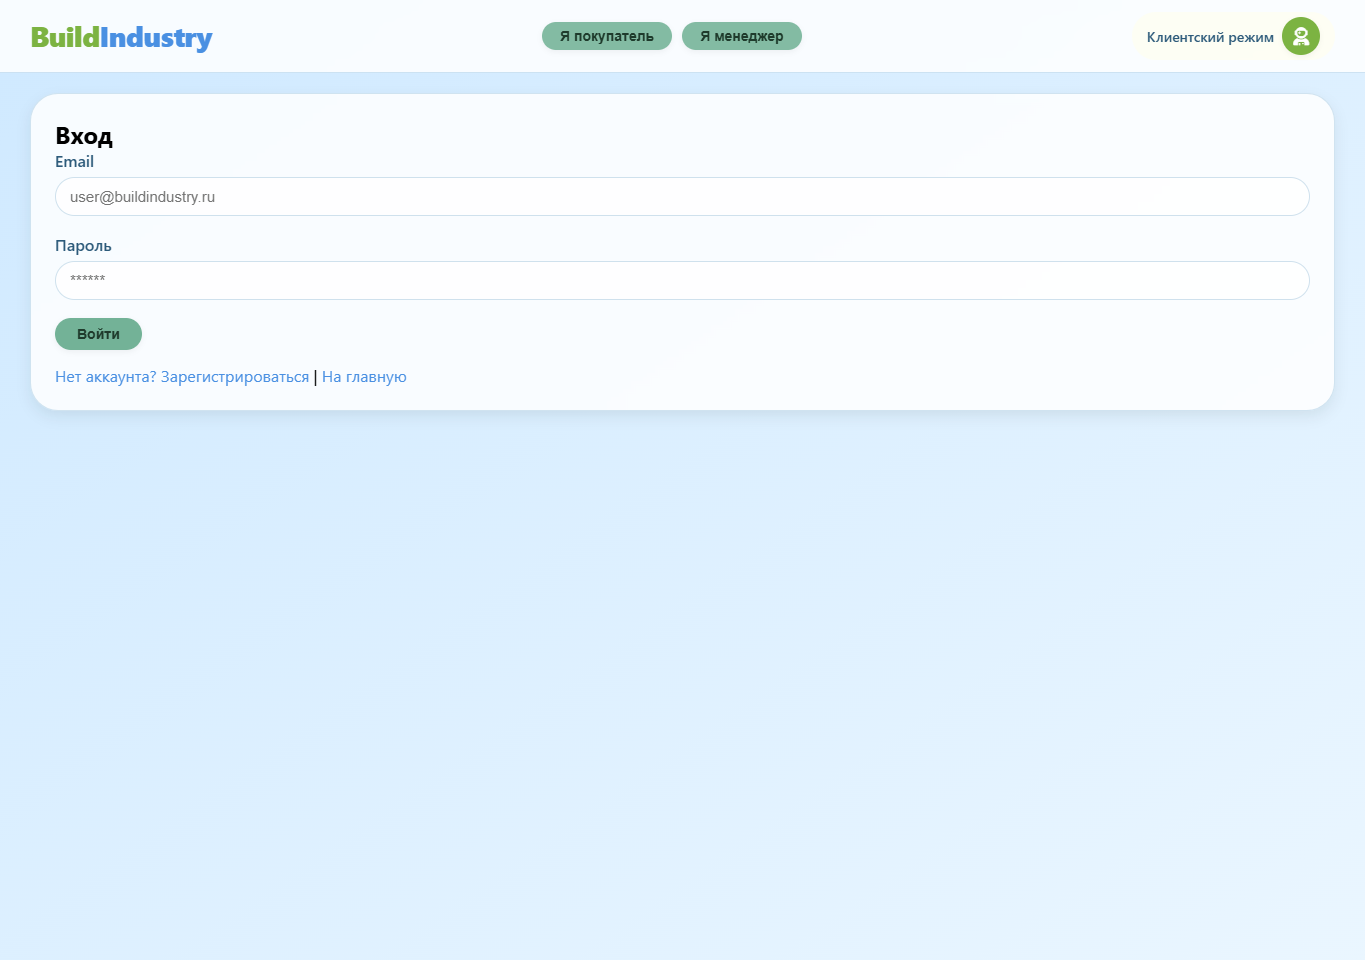 BuildIndustry
Я покупатель
Я менеджер
Клиентский режим
Вход
Email
user@buildindustry.ru
Пароль
******
Войти
Нет аккаунта? Зарегистрироваться | На главную